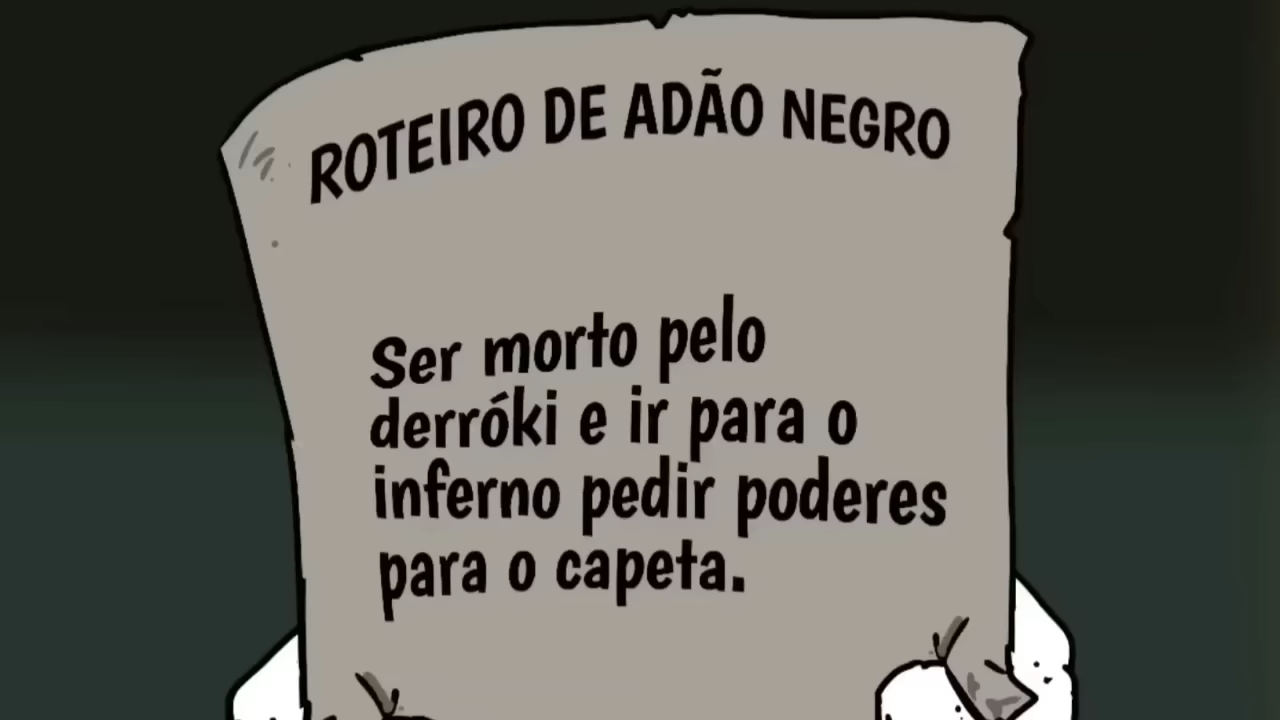 ROTEIRO DE ADÃO NEGRO
Ser morto pelo
derróki e ir para o
inferno pedir poderes
para o capeta.